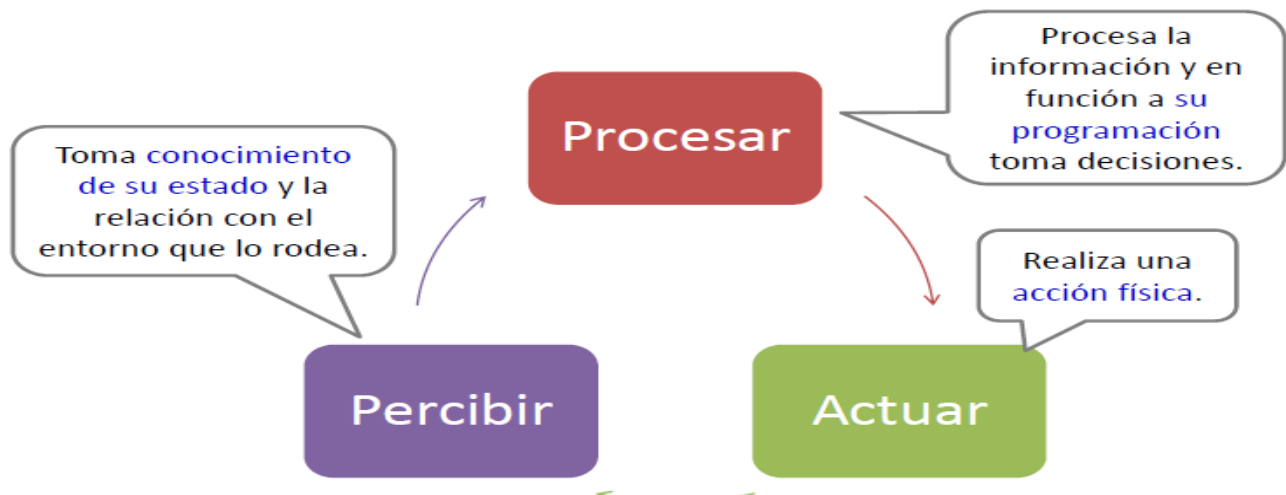 Procesa la
información y en
función a su
programación
toma decisiones.
Procesar
Toma conocimiento
de su estado y la
relación con el
entorno que lo rodea.
Realiza una
acción física.
Percibir
Actuar